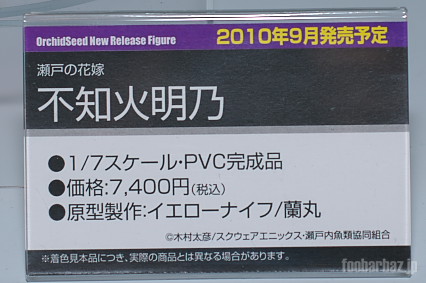 OrchidSeed New Release Figure
2010年9月発売予定
瀬戸の花嫁
不知火明乃
●1/7スケール・PVC完成品
●価格:7,400円(税込)
●原型製作:イエローナイフ/蘭丸
©木村太彦/スクウェアエニックス・瀬戸内魚類協同組合
※着色見本品につき、実際の商品とは異なる場合があります。
foobarbaz.jp